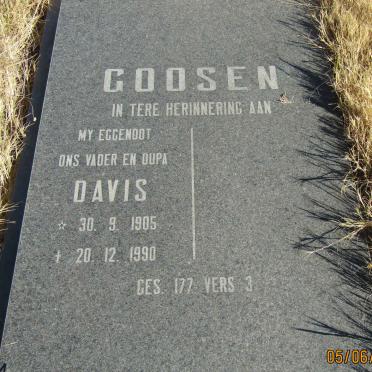 GOOSEN
IN TERE HERINNERING AAN
MY EGGENOOT
ONS VADER EN OUPA
DAVIS
☆ 30. 9. 1905
† 20. 12. 1990
GES. 177 VERS 3
05/06/